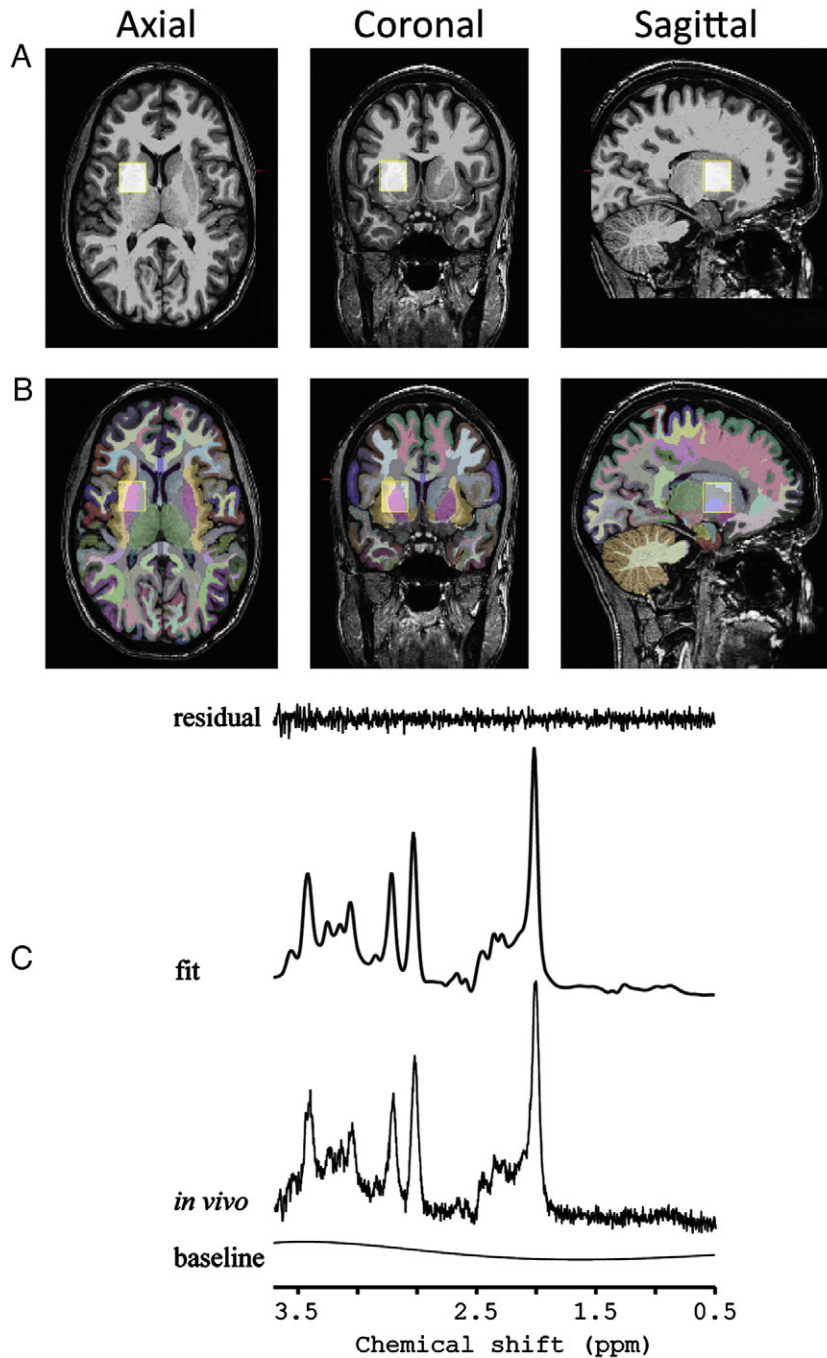 Axial Coronal Sagittal
A
B
residual
C
fit
in vivo
baseline
3.5 2.5 1.5 0.5
Chemical shift (ppm)